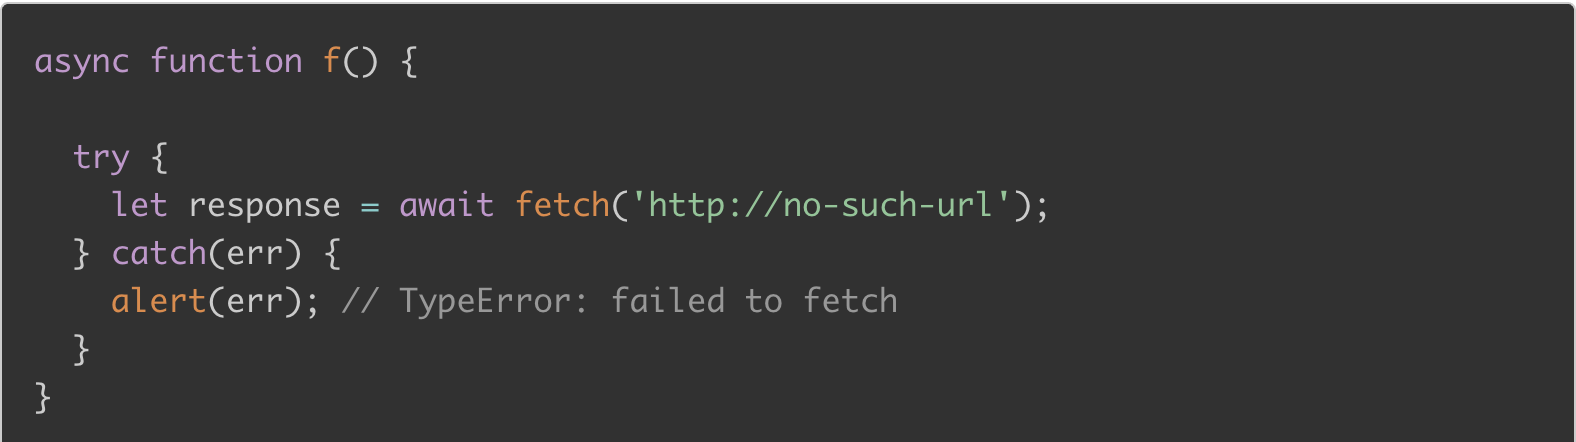 async function f() {
  try {
    let response = await fetch('http://no-such-url');
  } catch(err) {
    alert(err); // TypeError: failed to fetch
  }
}